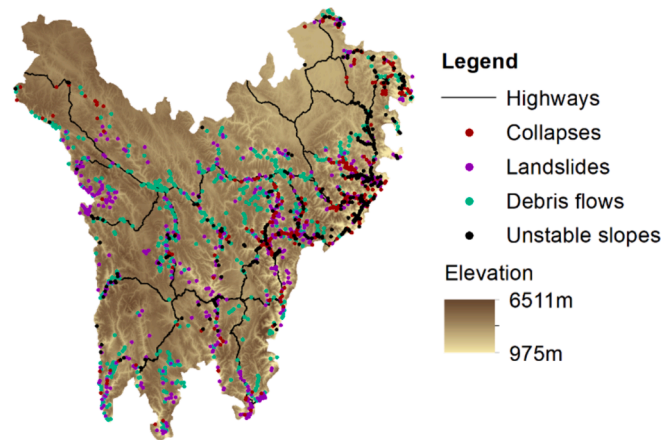 Legend
Highways
Collapses
Landslides
Debris flows
Unstable slopes
Elevation
6511m
975m